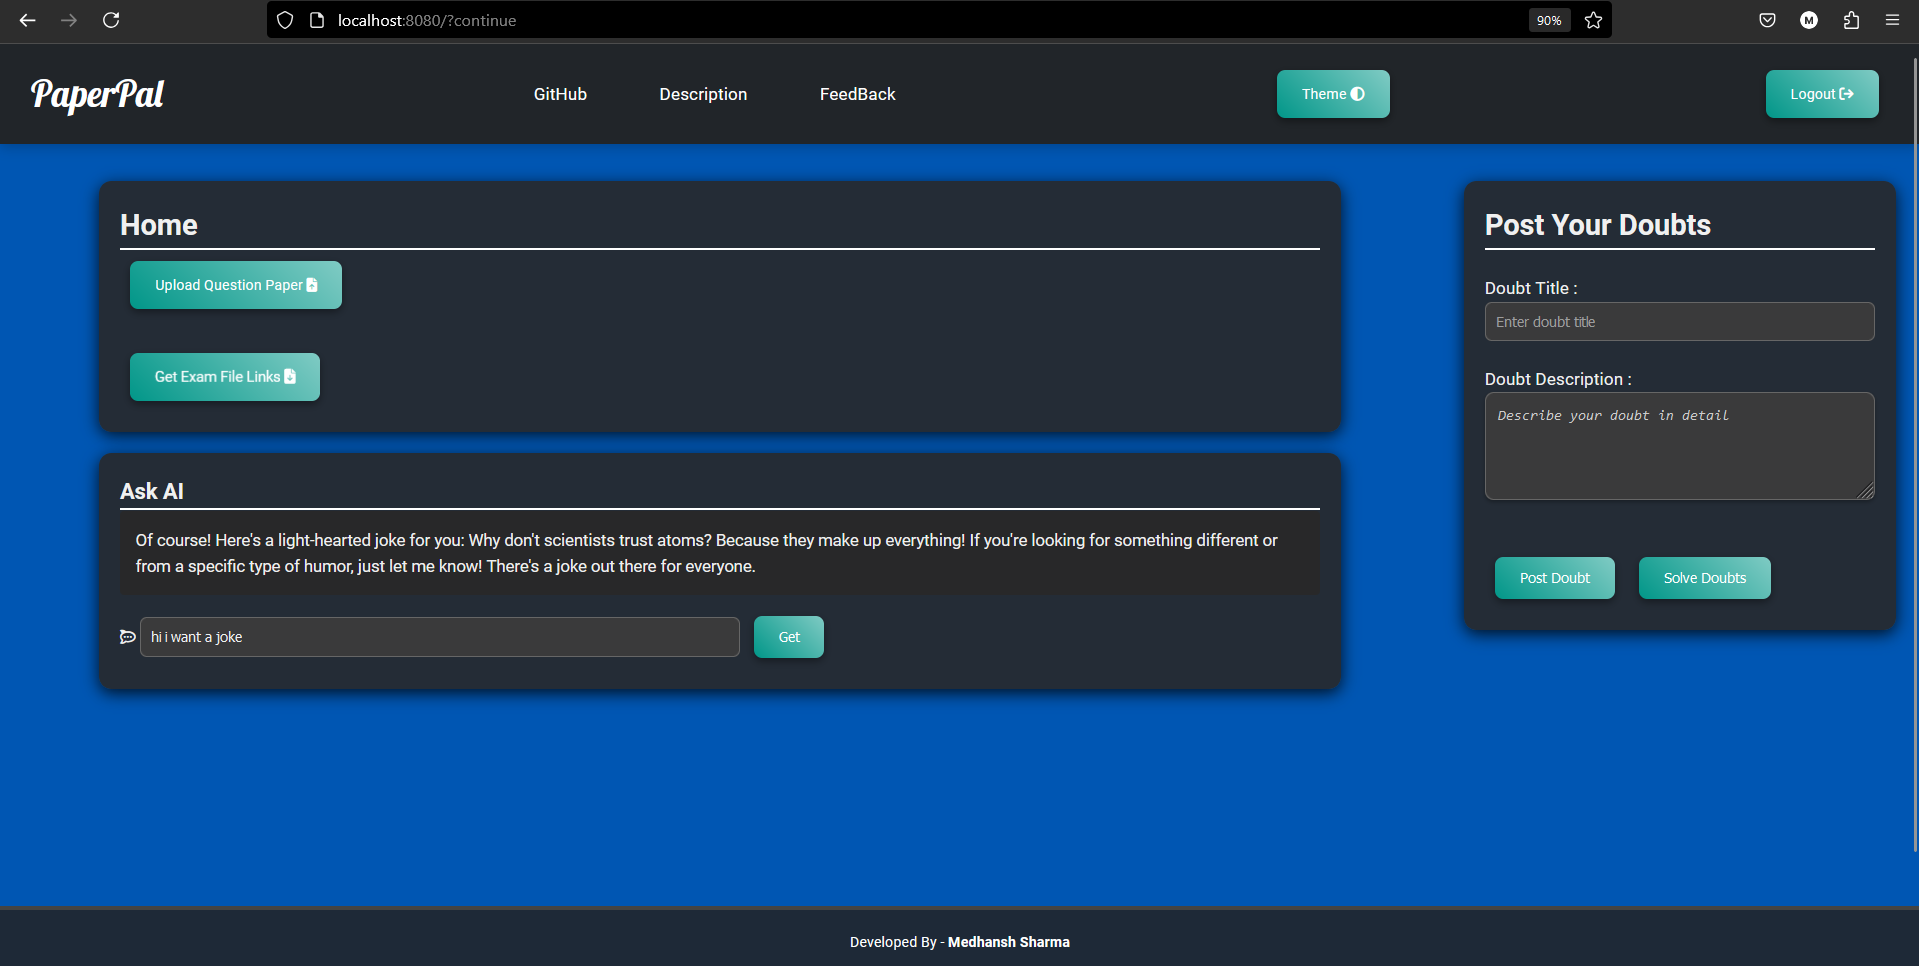 localhost:8080/?continue
90%
M
PaperPal
GitHub
Description
FeedBack
Theme
Logout
Home
Upload Question Paper
Get Exam File Links
Ask AI
Of course! Here's a light-hearted joke for you: Why don't scientists trust atoms? Because they make up everything! If you're looking for something different or
from a specific type of humor, just let me know! There's a joke out there for everyone.
hi i want a joke
Get
Post Your Doubts
Doubt Title :
Enter doubt title
Doubt Description :
Describe your doubt in detail
Post Doubt
Solve Doubts
Developed By - Medhansh Sharma